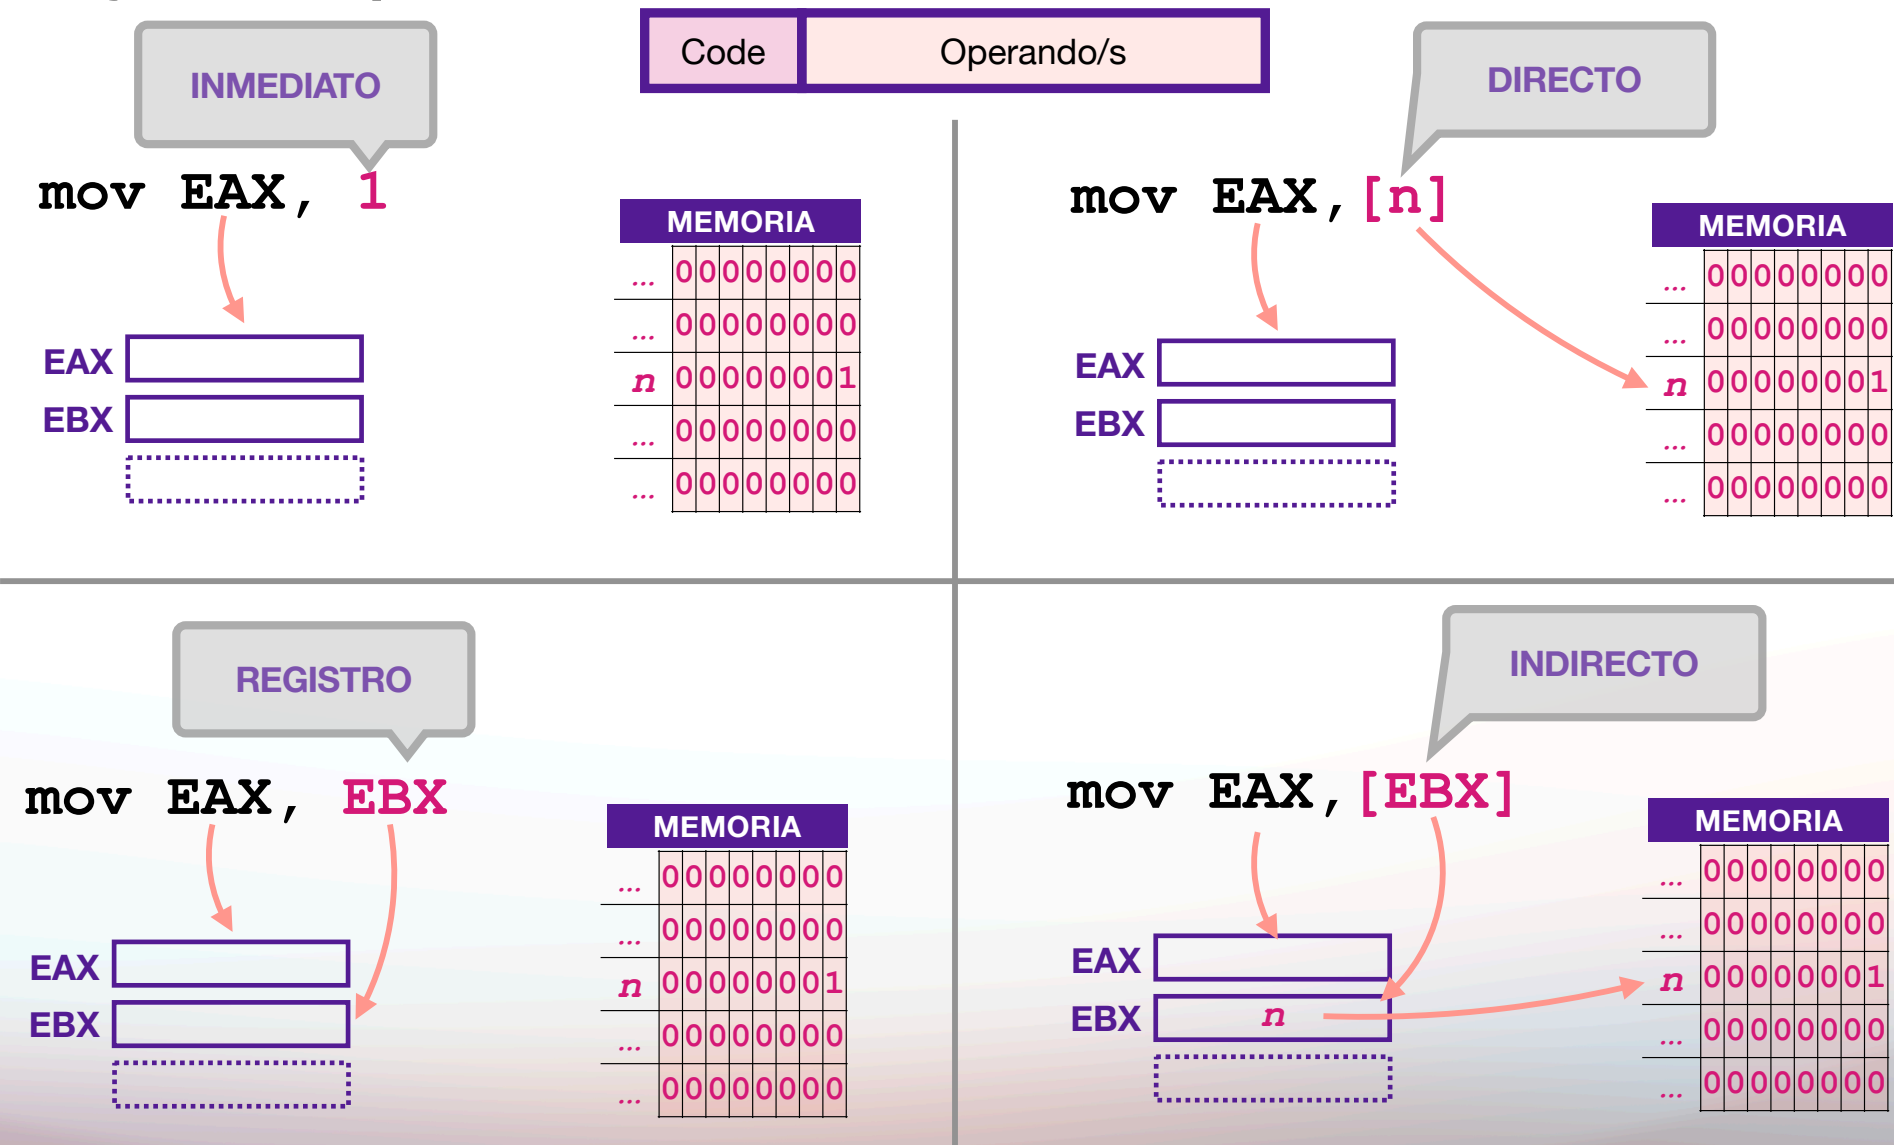 Code Operando/s
INMEDIATO
mov EAX, 1
EAX
EBX
MEMORIA
... 00000000
... 00000000
n 00000001
... 00000000
... 00000000
DIRECTO
mov EAX,[n]
EAX
EBX
MEMORIA
... 00000000
... 00000000
n 00000001
... 00000000
... 00000000
REGISTRO
mov EAX, EBX
EAX
EBX
MEMORIA
... 00000000
... 00000000
n 00000001
... 00000000
... 00000000
INDIRECTO
mov EAX,[EBX]
EAX
EBX n
MEMORIA
... 00000000
... 00000000
n 00000001
... 00000000
... 00000000